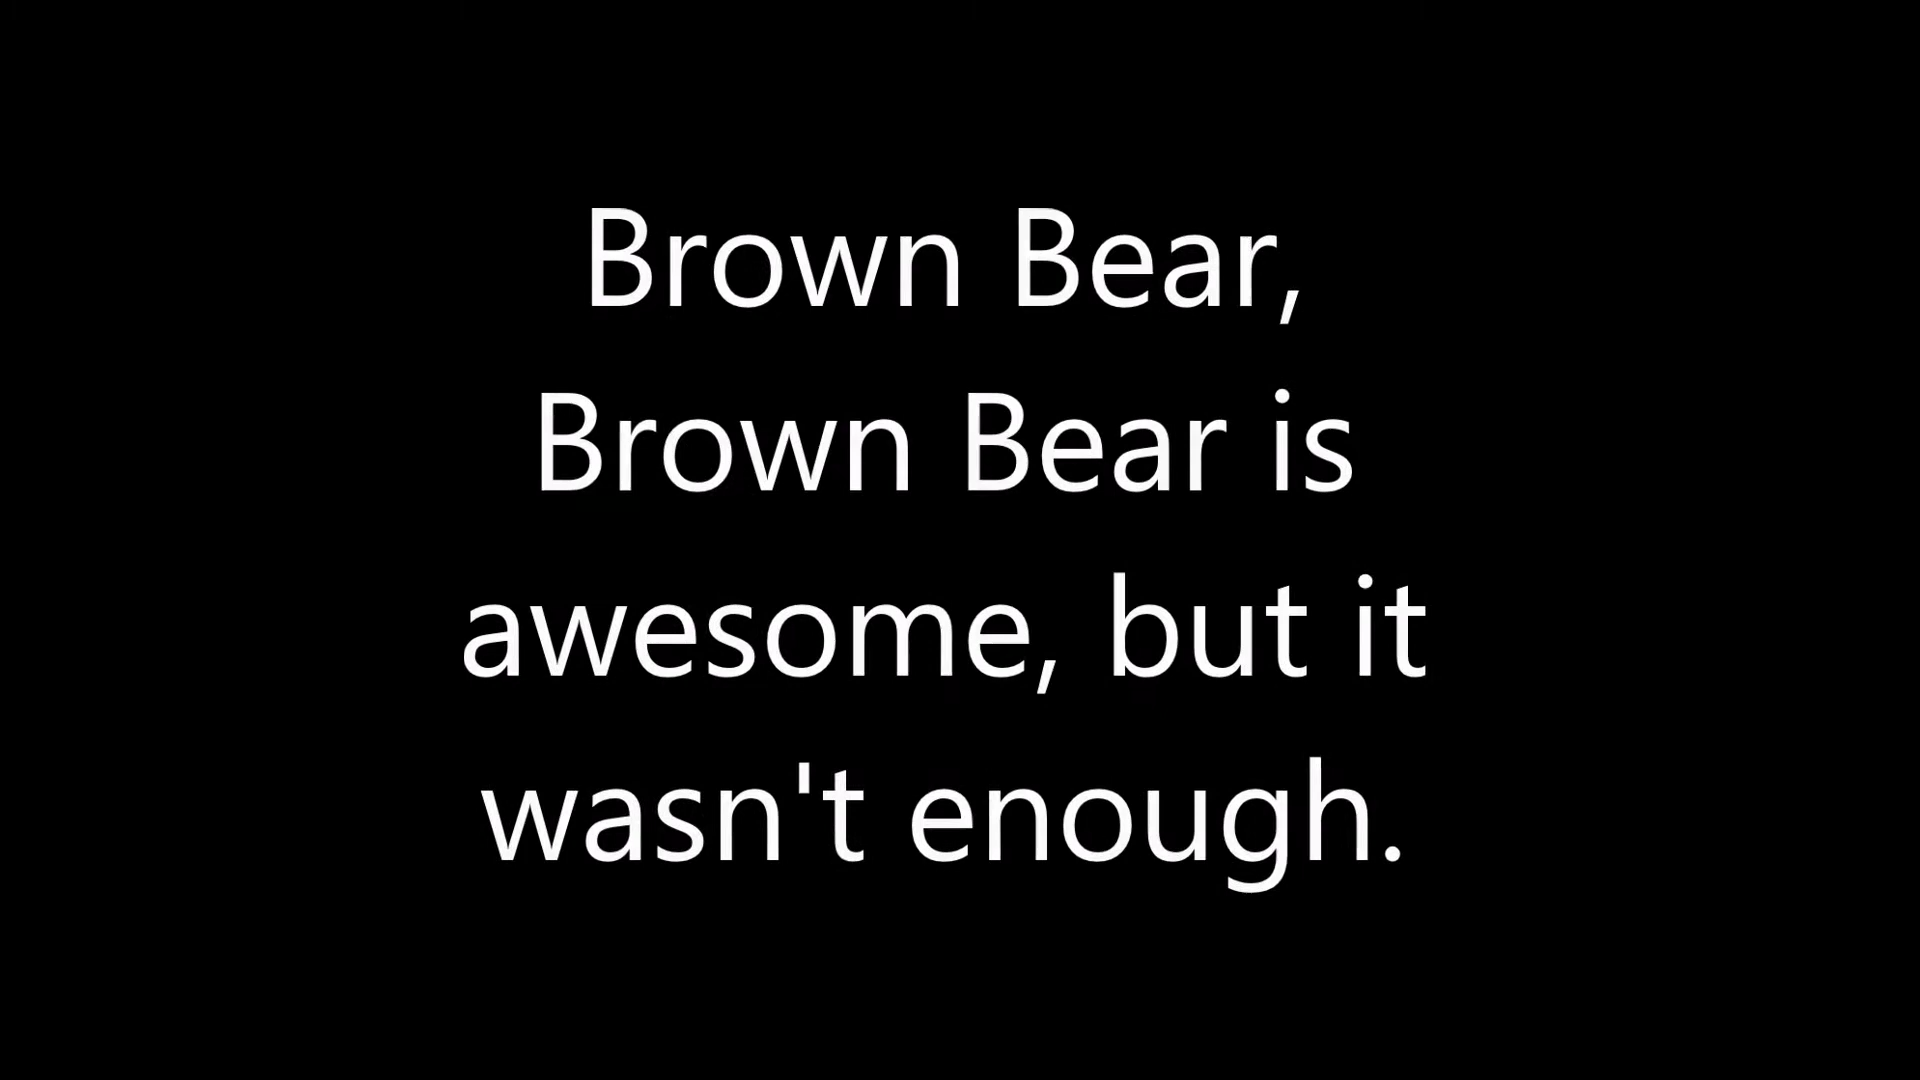 Brown Bear,
Brown Bear is
awesome, but it
wasn't enough.